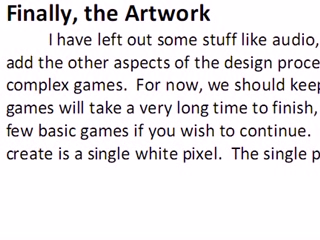 Finally, the Artwork
I have left out some stuff like audio,
add the other aspects of the design proce
complex games.  For now, we should keep
games will take a very long time to finish,
few basic games if you wish to continue.
create is a single white pixel.  The single p